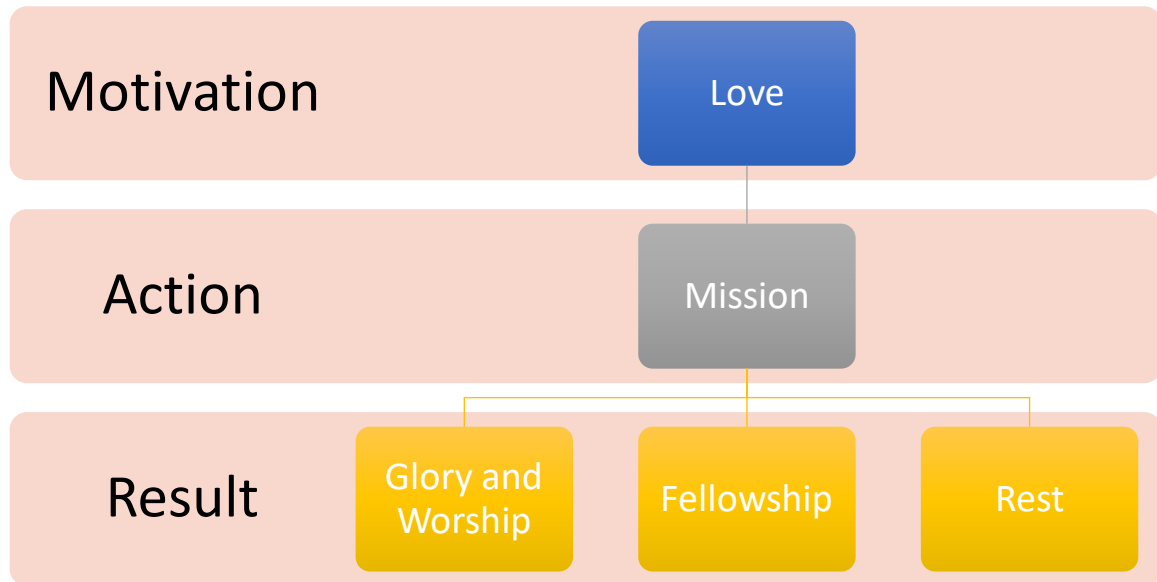 Motivation
Love
Action
Mission
Result
Glory and
Worship
Fellowship
Rest